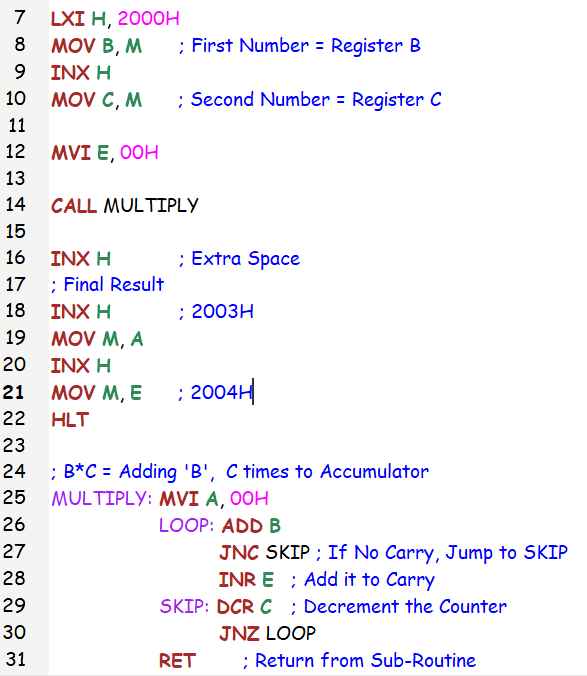 7 LXI H, 2000H
8 MOV B, M ; First Number = Register B
9 INX H
10 MOV C, M ; Second Number = Register C
11
12 MVI E, 00H
13
14 CALL MULTIPLY
15
16 INX H ; Extra Space
17 ; Final Result
18 INX H ; 2003H
19 MOV M, A
20 INX H
21 MOV M, E ; 2004H
22 HLT
23
24 ; B*C = Adding 'B', C times to Accumulator
25 MULTIPLY: MVI A, 00H
26 LOOP: ADD B
27 JNC SKIP ; If No Carry, Jump to SKIP
28 INR E ; Add it to Carry
29 SKIP: DCR C ; Decrement the Counter
30 JNZ LOOP
31 RET ; Return from Sub-Routine